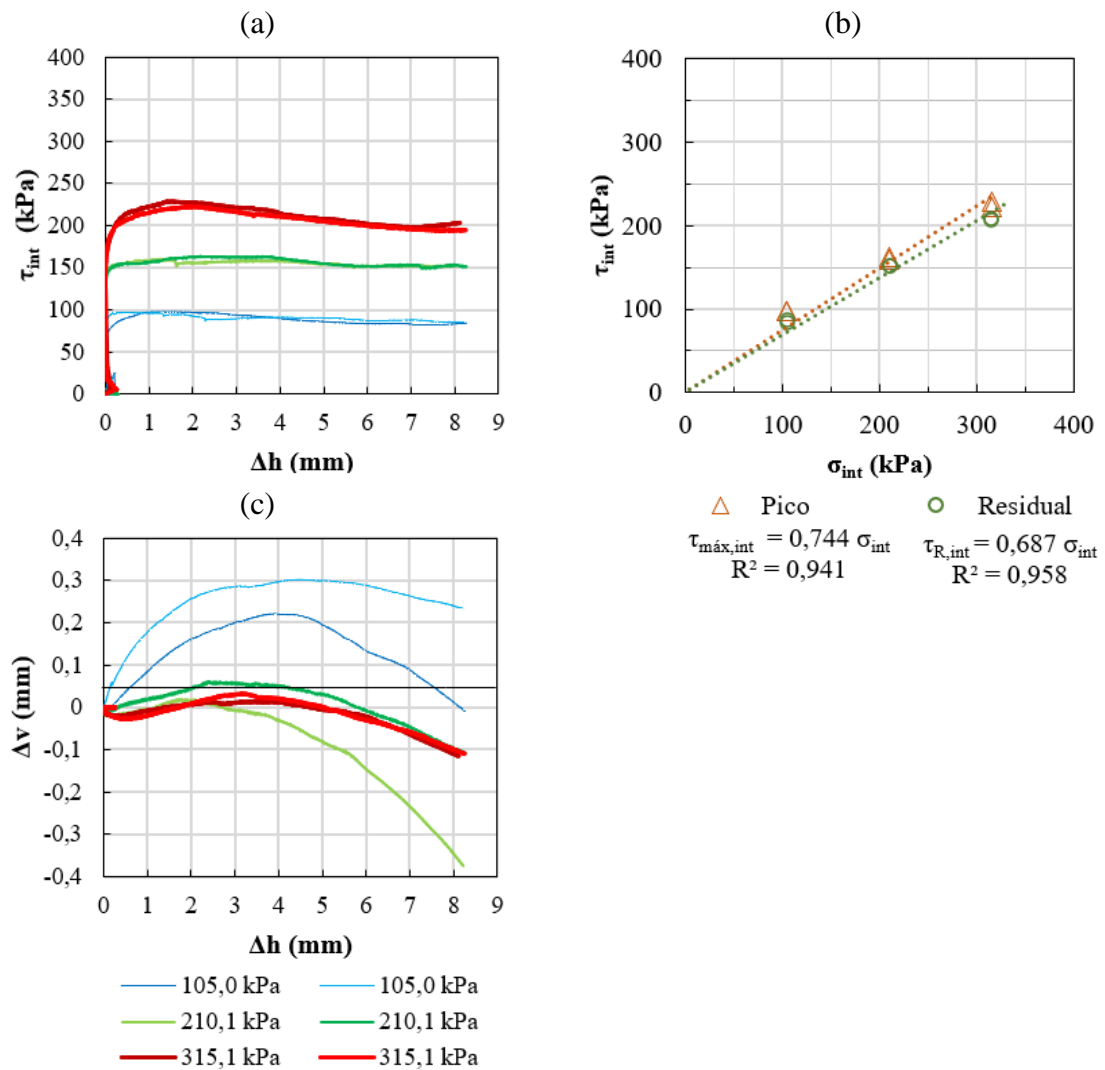 (a)
400
350
300
250
200
150
100
50
0
τint (kPa)
0 1 2 3 4 5 6 7 8 9
Δh (mm)
(b)
400
300
200
100
0
τint (kPa)
0 100 200 300 400
σint (kPa)
Pico Residual
τmáx,int = 0,744 σint τR,int = 0,687 σint
R² = 0,941 R² = 0,958
(c)
0,4
0,3
0,2
0,1
0
-0,1
-0,2
-0,3
-0,4
Δv (mm)
0 1 2 3 4 5 6 7 8 9
Δh (mm)
105,0 kPa 105,0 kPa
210,1 kPa 210,1 kPa
315,1 kPa 315,1 kPa